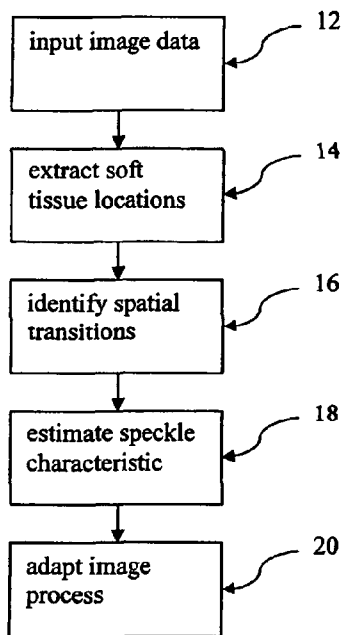 input image data
12
extract soft
tissue locations
14
identify spatial
transitions
16
estimate speckle
characteristic
18
adapt image
process
20